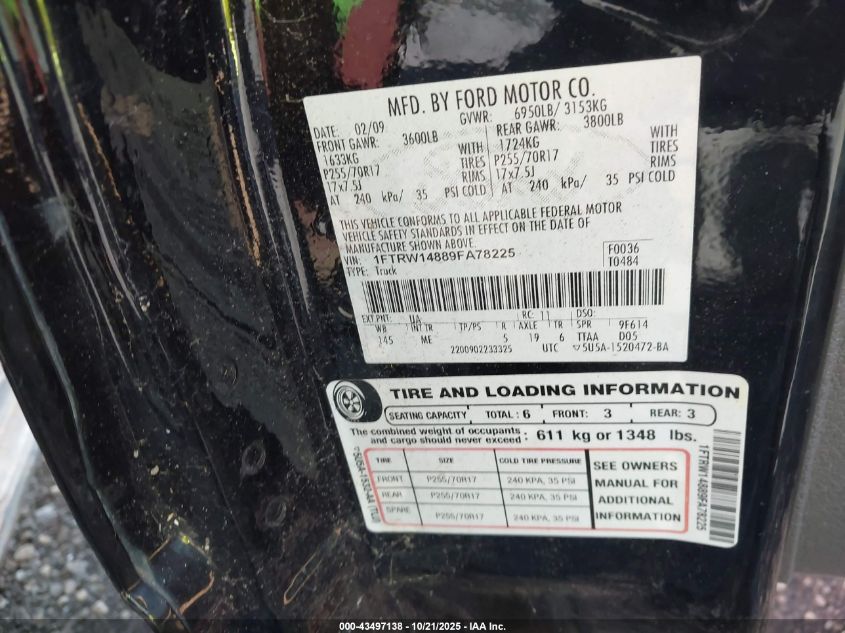 MFD. BY FORD MOTOR CO.
DATE: 02/09 GVWR: 6950LB/ 3153KG
FRONT GAWR: 3600LB REAR GAWR: 3800LB
1633KG WITH 1724KG WITH
P255/70R17 TIRES P255/70R17 TIRES
17x7.5J RIMS 17x7.5J RIMS
AT 240 kPa/ 35 PSI COLD AT 240 kPa/ 35 PSI COLD
THIS VEHICLE CONFORMS TO ALL APPLICABLE FEDERAL MOTOR
VEHICLE SAFETY STANDARDS IN EFFECT ON THE DATE OF
MANUFACTURE SHOWN ABOVE.
VIN: 1FTRW14889FA78225 F0036
TYPE: Truck T0484
EXT PNT: UA RC: 11 DSO:
WB INT TR TP/PS R AXLE TR SPR 9F614
145 ME 5 19 6 TTAA D05
2200902233325 UTC ▽5U5A-1520472-BA
TIRE AND LOADING INFORMATION
SEATING CAPACITY TOTAL: 6 FRONT: 3 REAR: 3
The combined weight of occupants and cargo should never exceed: 611 kg or 1348 lbs.
TIRE SIZE COLD TIRE PRESSURE
FRONT P255/70R17 240 KPA, 35 PSI
REAR P255/70R17 240 KPA, 35 PSI
SPARE P255/70R17 240 KPA, 35 PSI
SEE OWNERS
MANUAL FOR
ADDITIONAL
INFORMATION
1FTRW14889FA78225
000-43497138 - 10/21/2025 - IAA Inc.